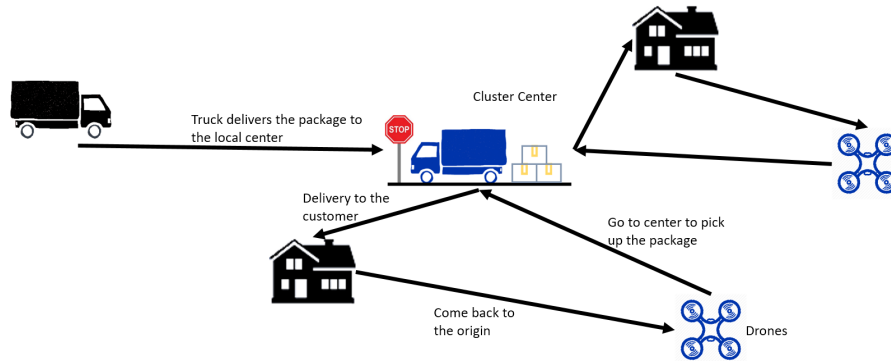 Cluster Center
Truck delivers the package to
the local center
STOP
Delivery to the
customer
Go to center to pick
up the package
Come back to
the origin
Drones